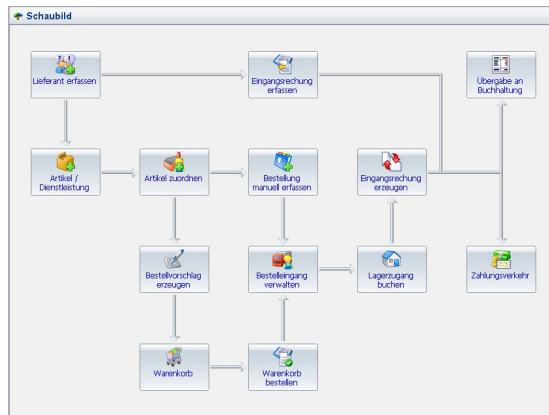 Schaubild
Lieferant erfassen
Eingangsrechung
erfassen
Übergabe an
Buchhaltung
Artikel /
Dienstleistung
Artikel zuordnen
Bestellung
manuell erfassen
Eingangsrechung
erzeugen
Bestellvorschlag
erzeugen
Bestelleingang
verwalten
Lagerzugang
buchen
Zahlungsverkehr
Warenkorb
Warenkorb
bestellen